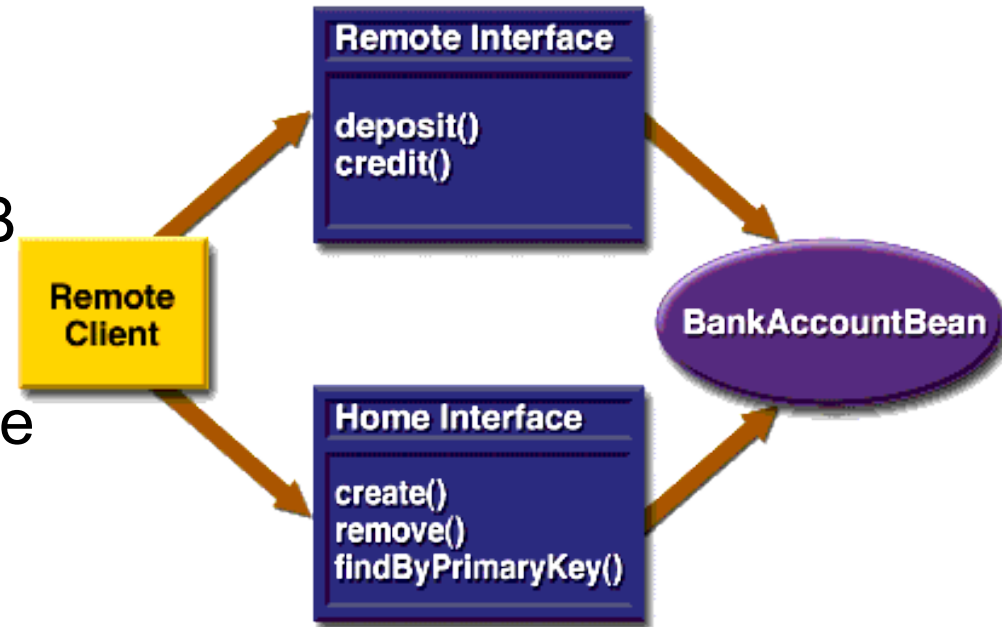 Remote Interface
deposit()
credit()
Remote
Client
BankAccountBean
Home Interface
create()
remove()
findByPrimaryKey()